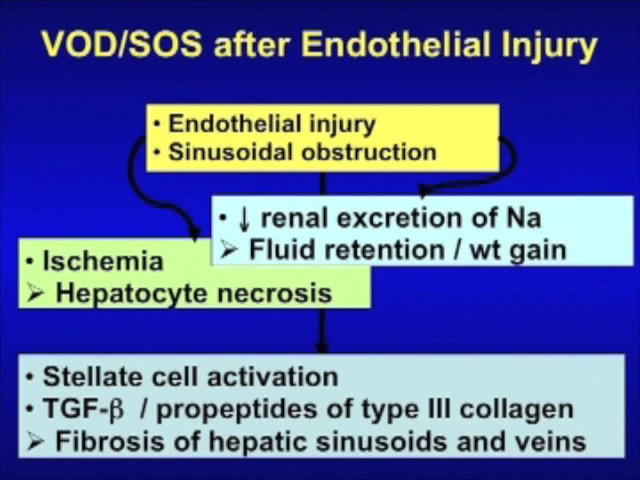 VOD/SOS after Endothelial Injury
• Endothelial injury
• Sinusoidal obstruction
• ↓ renal excretion of Na
➢ Fluid retention / wt gain
• Ischemia
➢ Hepatocyte necrosis
• Stellate cell activation
• TGF-β / propeptides of type III collagen
➢ Fibrosis of hepatic sinusoids and veins